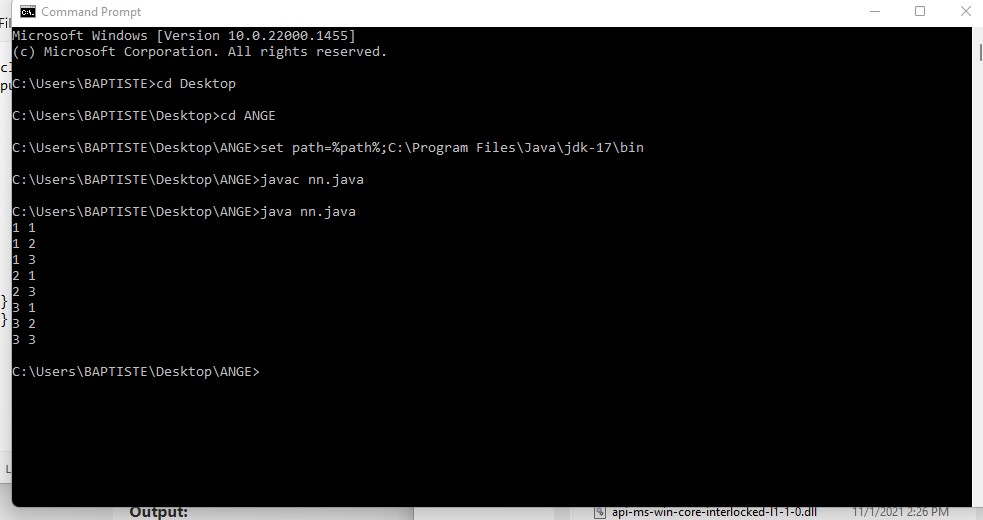 Fil
Command Prompt
Microsoft Windows [Version 10.0.22000.1455]
(c) Microsoft Corporation. All rights reserved.
cl
pu
C:\Users\BAPTISTE>cd Desktop
C:\Users\BAPTISTE\Desktop>cd ANGE
C:\Users\BAPTISTE\Desktop\ANGE>set path=%path%;C:\Program Files\Java\jdk-17\bin
C:\Users\BAPTISTE\Desktop\ANGE>javac nn.java
C:\Users\BAPTISTE\Desktop\ANGE>java nn.java
1 1
1 2
1 3
2 1
2 3
} 3 1
} 3 2
3 3
C:\Users\BAPTISTE\Desktop\ANGE>
L
Output:
api-ms-win-core-interlocked-l1-1-0.dll 11/1/2021 2:26 PM